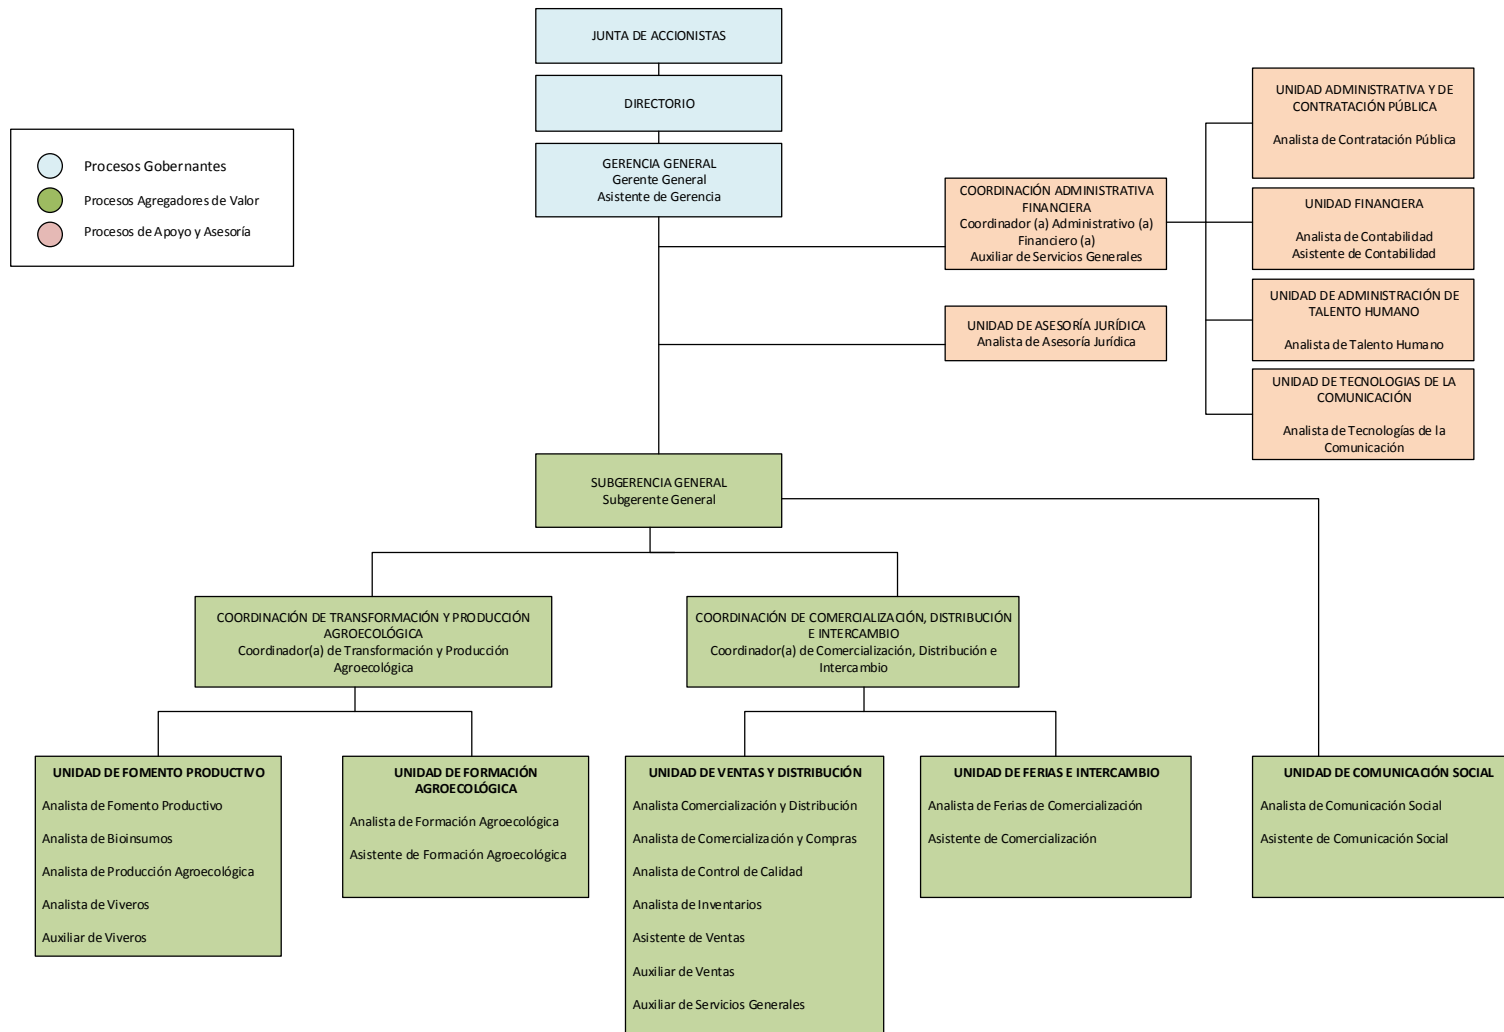 JUNTA DE ACCIONISTAS
DIRECTORIO
GERENCIA GENERAL
Gerente General
Asistente de Gerencia
Procesos Gobernantes
Procesos Agregadores de Valor
Procesos de Apoyo y Asesoría
COORDINACIÓN ADMINISTRATIVA
FINANCIERA
Coordinador (a) Administrativo (a)
Financiero (a)
Auxiliar de Servicios Generales
UNIDAD DE ASESORÍA JURÍDICA
Analista de Asesoría Jurídica
UNIDAD ADMINISTRATIVA Y DE
CONTRATACIÓN PÚBLICA
Analista de Contratación Pública
UNIDAD FINANCIERA
Analista de Contabilidad
Asistente de Contabilidad
UNIDAD DE ADMINISTRACIÓN DE
TALENTO HUMANO
Analista de Talento Humano
UNIDAD DE TECNOLOGIAS DE LA
COMUNICACIÓN
Analista de Tecnologías de la
Comunicación
SUBGERENCIA GENERAL
Subgerente General
COORDINACIÓN DE TRANSFORMACIÓN Y PRODUCCIÓN
AGROECOLÓGICA
Coordinador(a) de Transformación y Producción
Agroecológica
COORDINACIÓN DE COMERCIALIZACIÓN, DISTRIBUCIÓN
E INTERCAMBIO
Coordinador(a) de Comercialización, Distribución e
Intercambio
UNIDAD DE FOMENTO PRODUCTIVO
Analista de Fomento Productivo
Analista de Bioinsumos
Analista de Producción Agroecológica
Analista de Viveros
Auxiliar de Viveros
UNIDAD DE FORMACIÓN
AGROECOLÓGICA
Analista de Formación Agroecológica
Asistente de Formación Agroecológica
UNIDAD DE VENTAS Y DISTRIBUCIÓN
Analista Comercialización y Distribución
Analista de Comercialización y Compras
Analista de Control de Calidad
Analista de Inventarios
Asistente de Ventas
Auxiliar de Ventas
Auxiliar de Servicios Generales
UNIDAD DE FERIAS E INTERCAMBIO
Analista de Ferias de Comercialización
Asistente de Comercialización
UNIDAD DE COMUNICACIÓN SOCIAL
Analista de Comunicación Social
Asistente de Comunicación Social